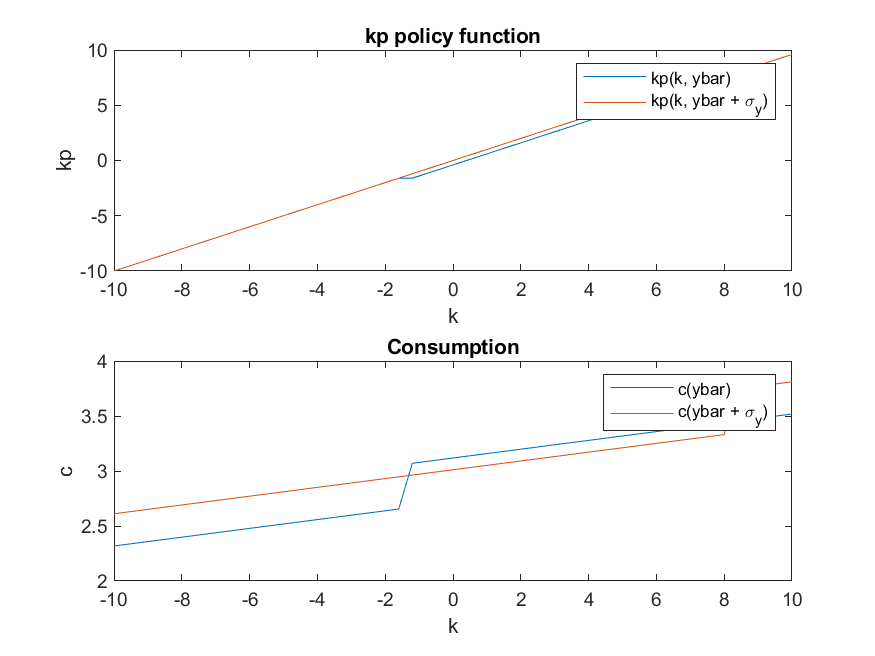 kp policy function
10
5
0
-5
-10
kp
kp(k, ybar)
kp(k, ybar + σy)
-10 -8 -6 -4 -2 0 2 4 6 8 10
k
Consumption
4
3.5
3
2.5
2
c
c(ybar)
c(ybar + σy)
-10 -8 -6 -4 -2 0 2 4 6 8 10
k